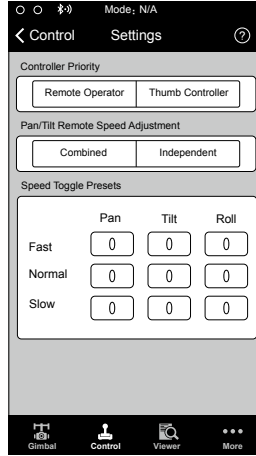 Mode: N/A
Control Settings ?
Controller Priority
Remote Operator Thumb Controller
Pan/Tilt Remote Speed Adjustment
Combined Independent
Speed Toggle Presets
Pan Tilt Roll
Fast 0 0 0
Normal 0 0 0
Slow 0 0 0
Gimbal Control Viewer More